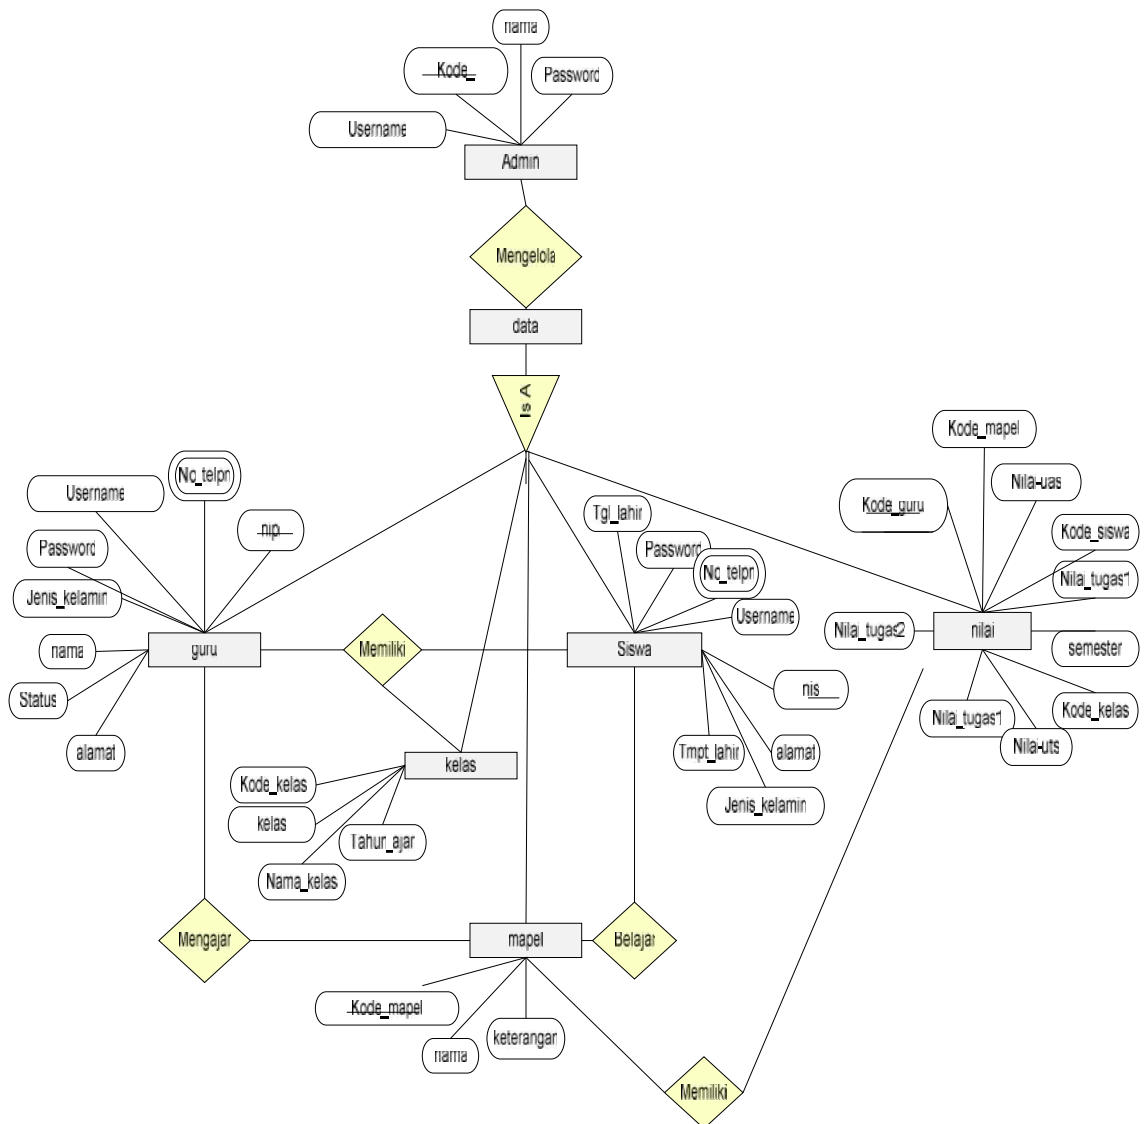 nama
Kode_
Password
Username
Admin
Mengelola
data
Is A
Kode_mapel
No_telpn
Username
Nilai-uas
Tgl_lahir
Kode_guru
nip
Kode_siswa
Password
Password
No_telpn
Nilai_tugas1
Jenis_kelamin
Username
Nilai_tugas2
nilai
nama
guru
Memiliki
Siswa
semester
nis
Status
Kode_kelas
Nilai_tugas1
alamat
Tmpt_lahir
alamat
Nilai-uts
kelas
Kode_kelas
Jenis_kelamin
kelas
Tahun_ajar
Nama_kelas
Mengajar
mapel
Belajar
Kode_mapel
keterangan
nama
Memiliki